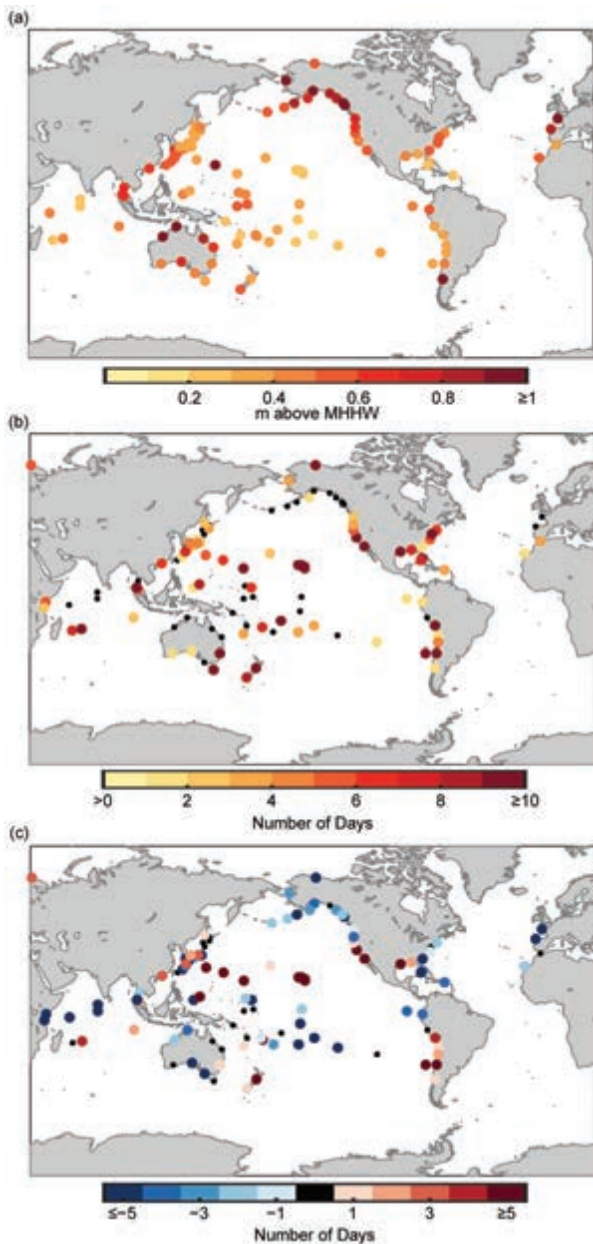 (a)
0.2 0.4 0.6 0.8 ≥1
m above MHHW
(b)
>0 2 4 6 8 ≥10
Number of Days
(c)
≤−5 −3 −1 1 3 ≥5
Number of Days